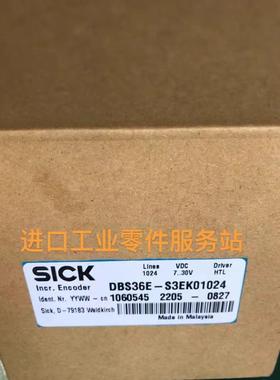 进口工业零件服务站
Lines VDC Driver
1024 7...30V HTL
SICK
Incr. Encoder DBS36E-S3EK01024
Ident. Nr. YYWW - cn 1060545 2205 - 0827
Sick, D-79183 Waldkirch
Made in Malaysia